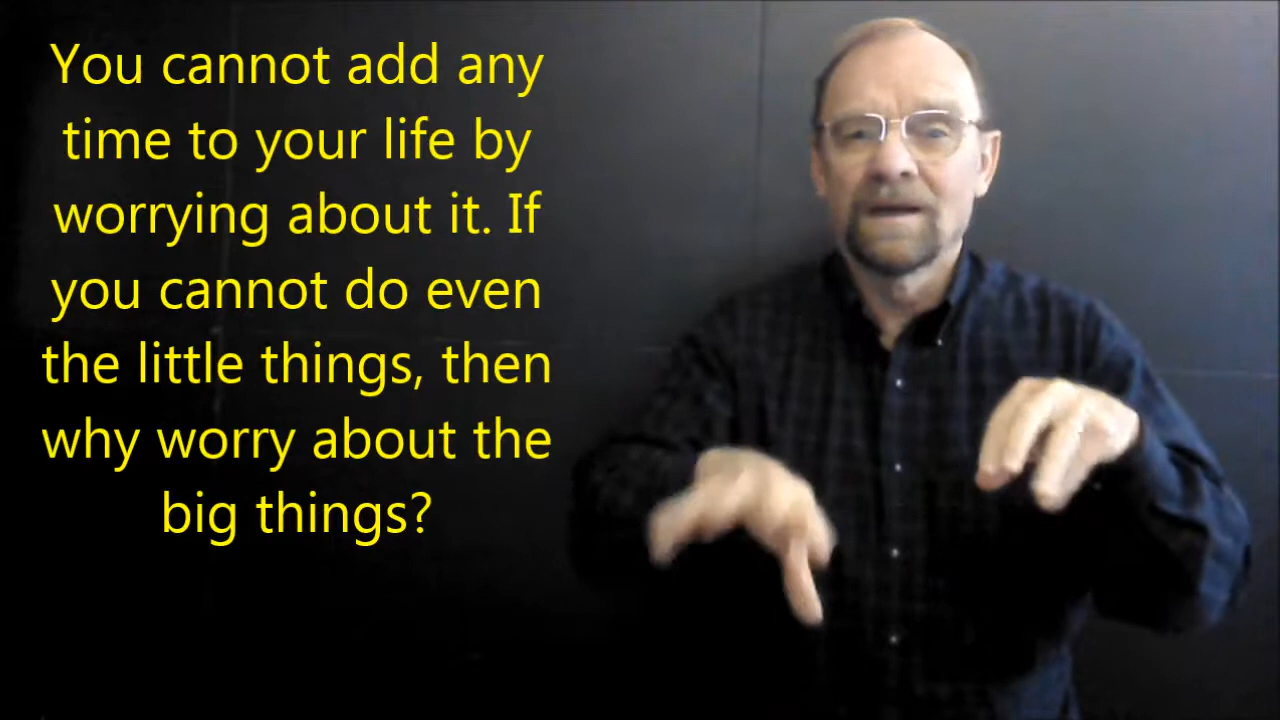 You cannot add any
time to your life by
worrying about it. If
you cannot do even
the little things, then
why worry about the
big things?